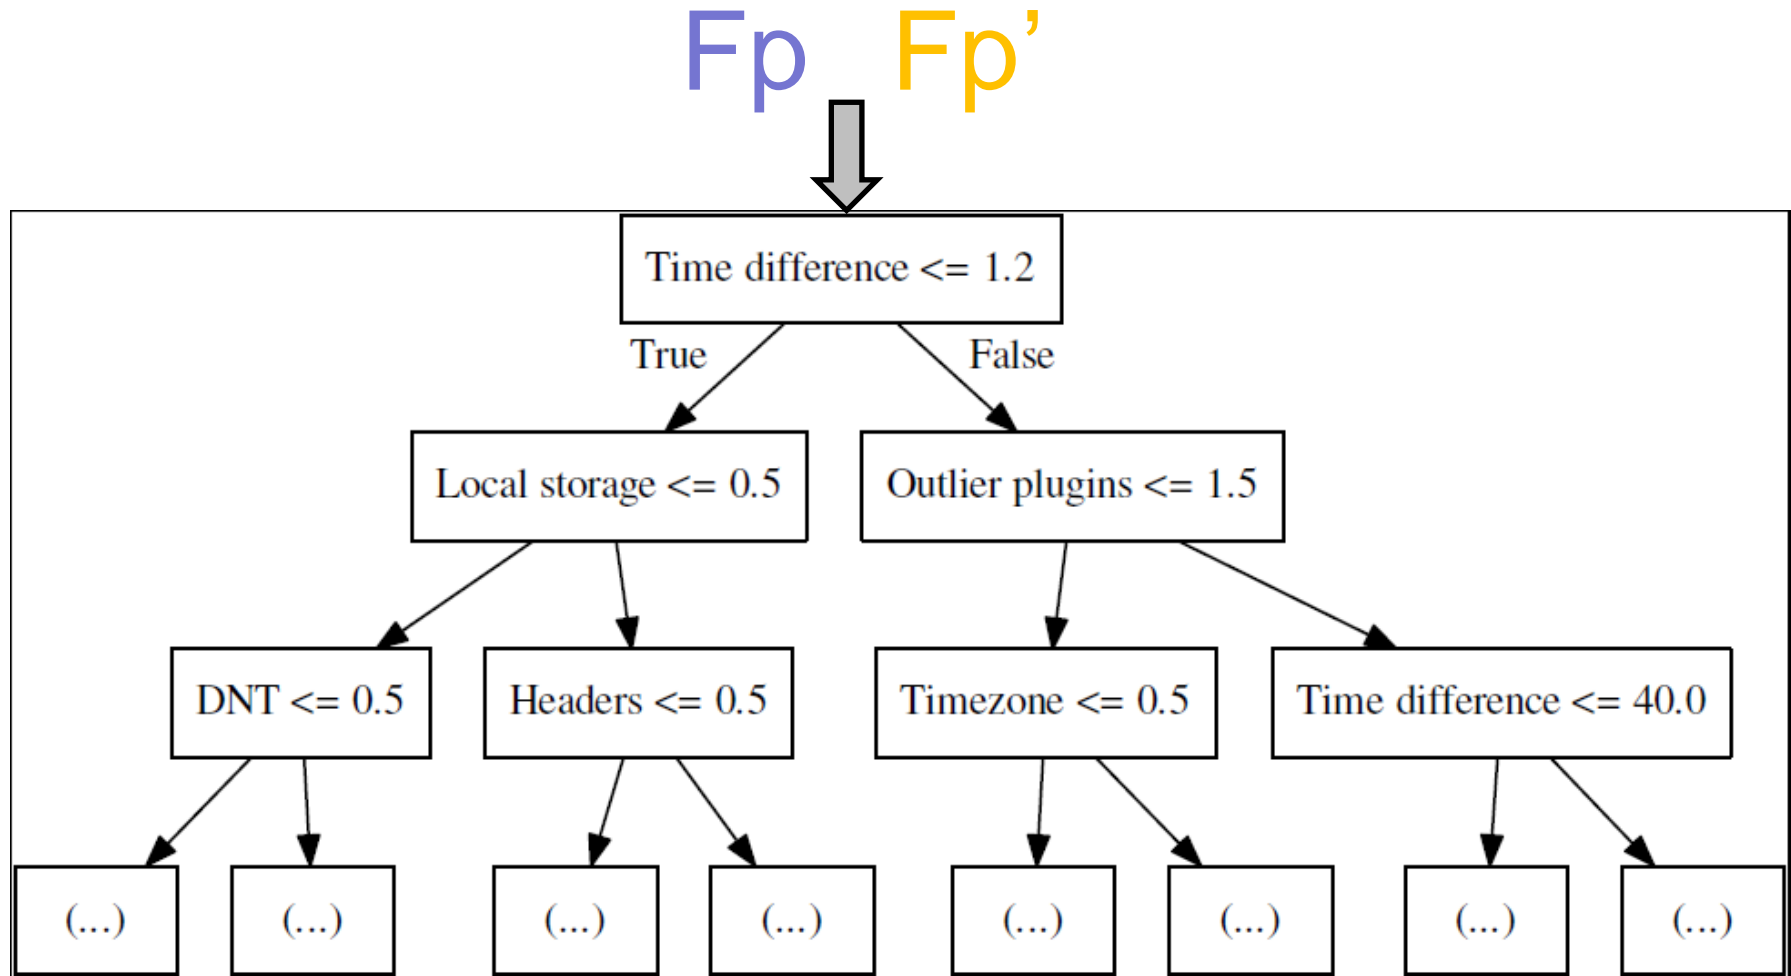 Fp Fp’
Time difference <= 1.2
True False
Local storage <= 0.5 Outlier plugins <= 1.5
DNT <= 0.5 Headers <= 0.5 Timezone <= 0.5 Time difference <= 40.0
(...) (...) (...) (...) (...) (...) (...) (...)